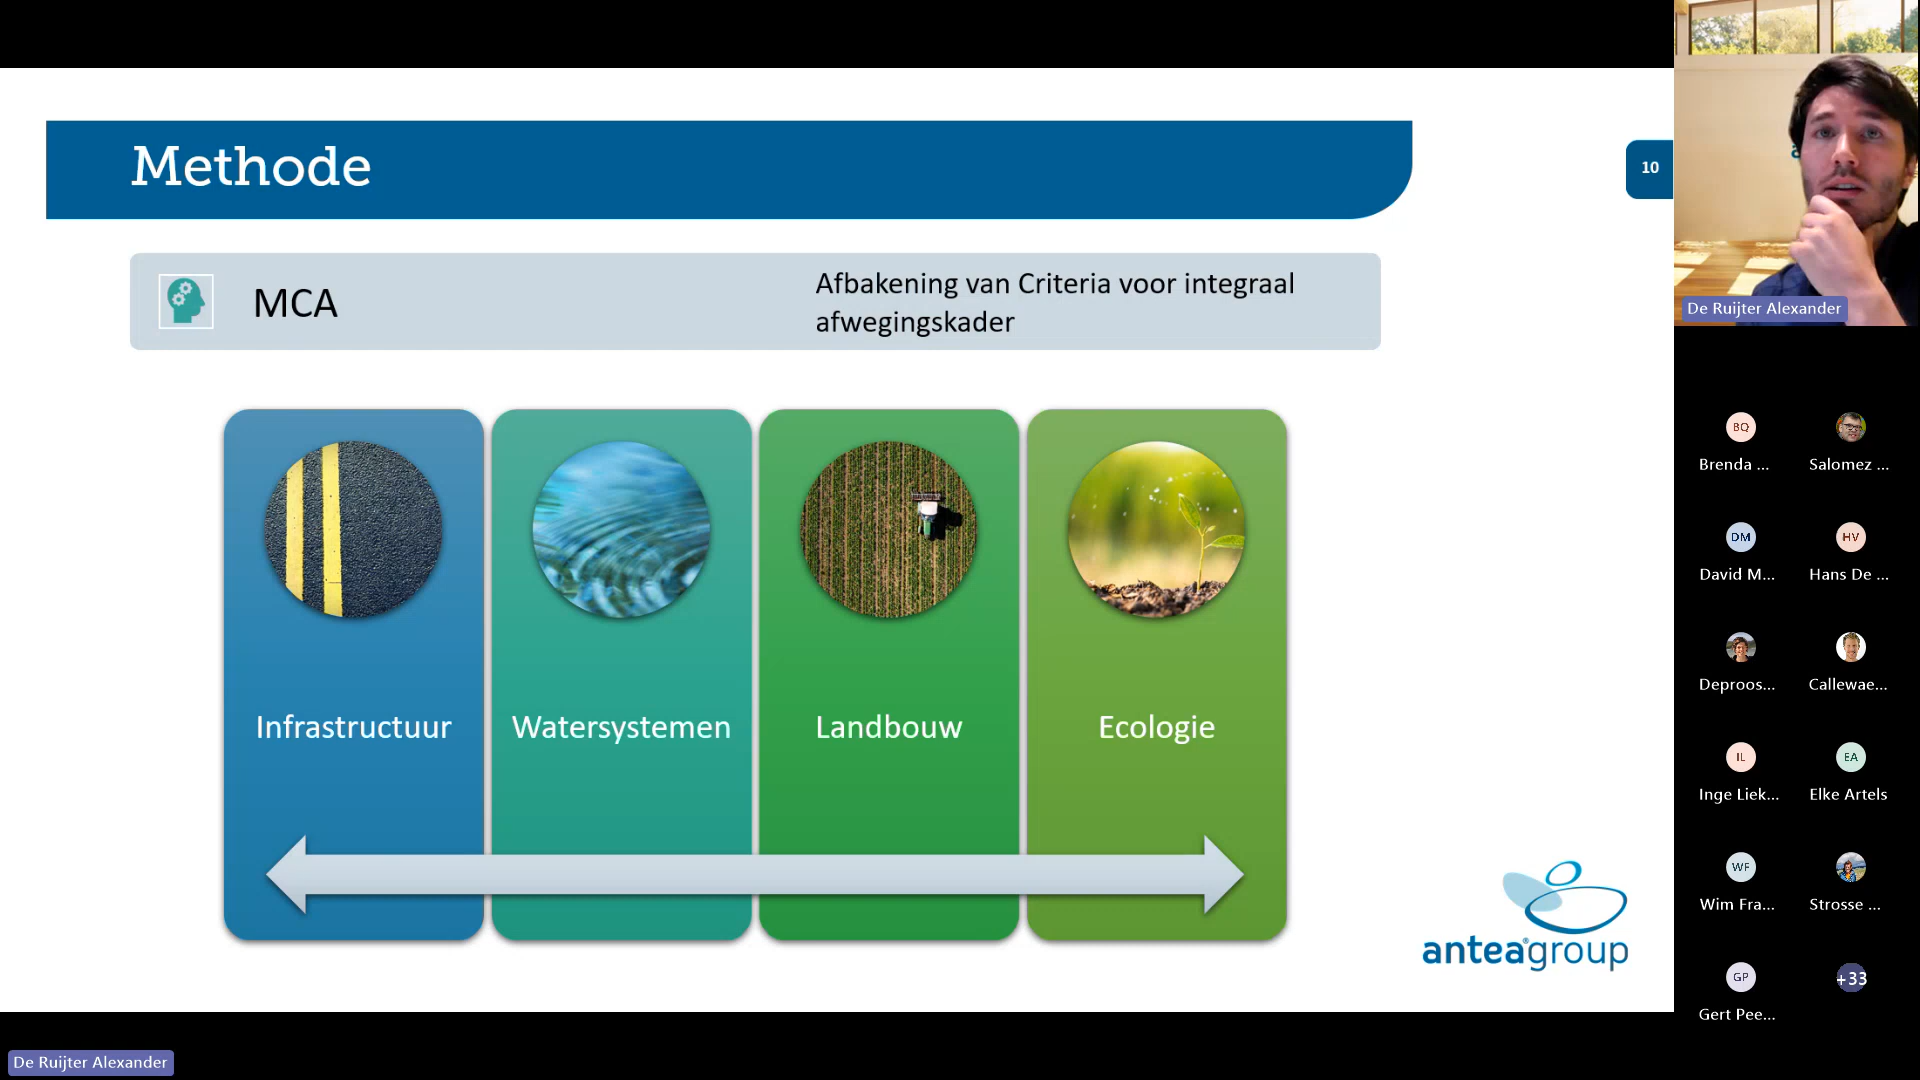 Methode
10
MCA
Afbakening van Criteria voor integraal
afwegingskader
Infrastructuur
Watersystemen
Landbouw
Ecologie
anteagroup
De Ruijter Alexander
BQ
Brenda ...
Salomez ...
DM
David M...
HV
Hans De ...
Deproos...
Callewae...
IL
Inge Liek...
EA
Elke Artels
WF
Wim Fra...
Strosse ...
GP
Gert Pee...
+33
De Ruijter Alexander